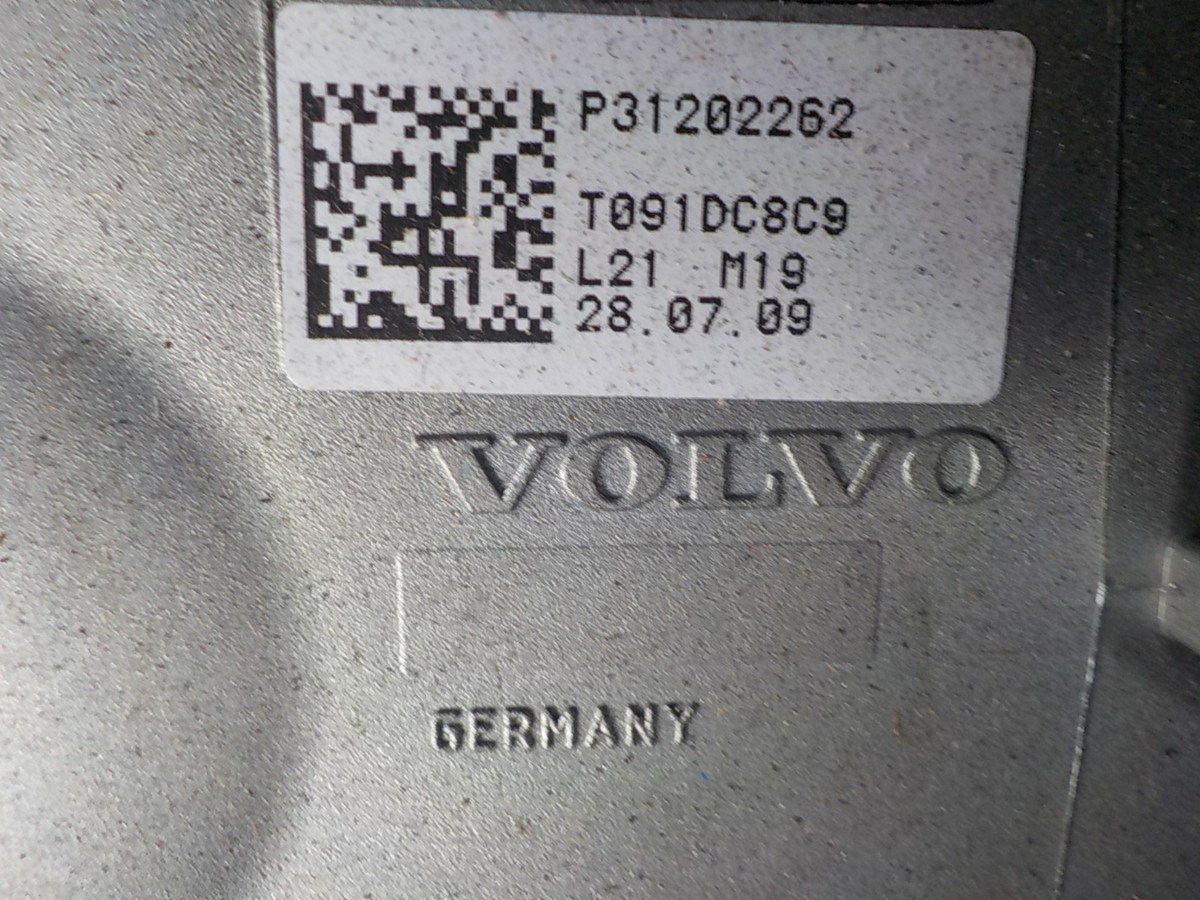 P31202262
T091DC8C9
L21 M19
28.07.09
VOLVO
GERMANY